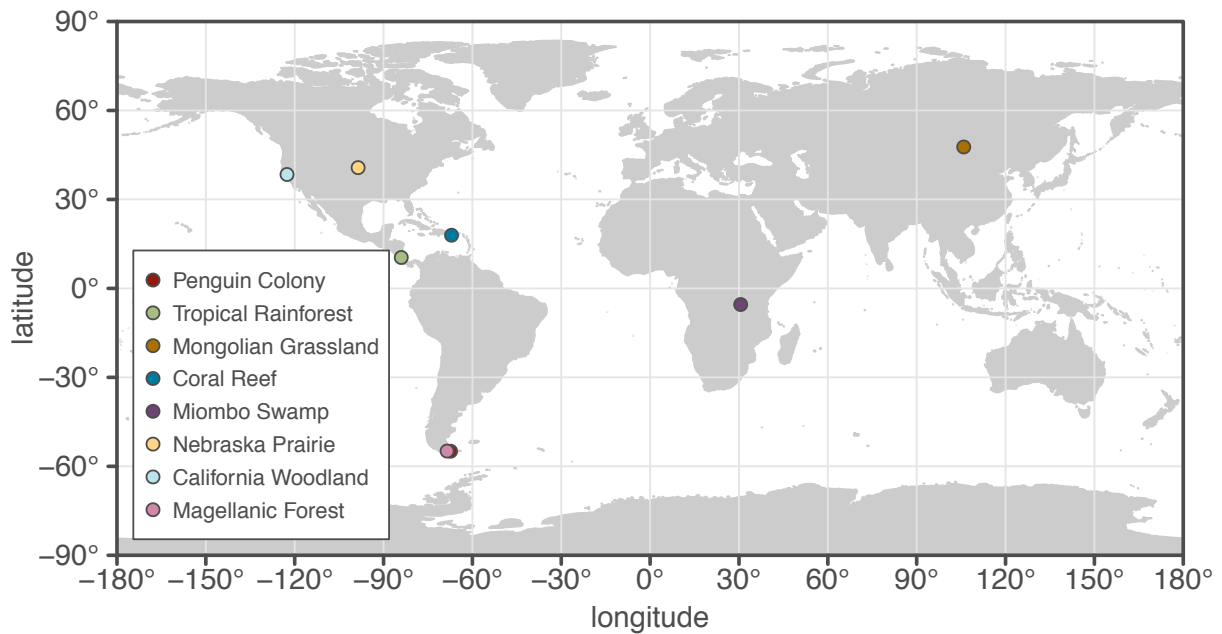 90°
60°
30°
0°
−30°
−60°
−90°
latitude
Penguin Colony
Tropical Rainforest
Mongolian Grassland
Coral Reef
Miombo Swamp
Nebraska Prairie
California Woodland
Magellanic Forest
−180° −150° −120° −90° −60° −30° 0° 30° 60° 90° 120° 150° 180°
longitude